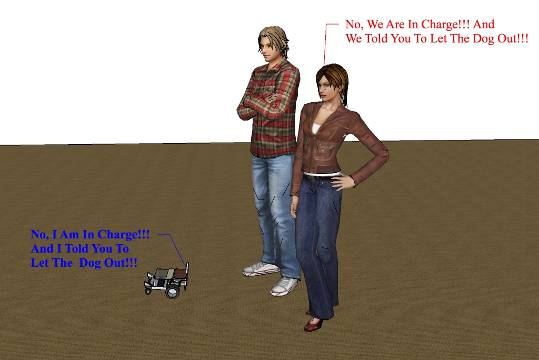 No, We Are In Charge!!! And
We Told You To Let The Dog Out!!!
No, I Am In Charge!!!
And I Told You To
Let The Dog Out!!!